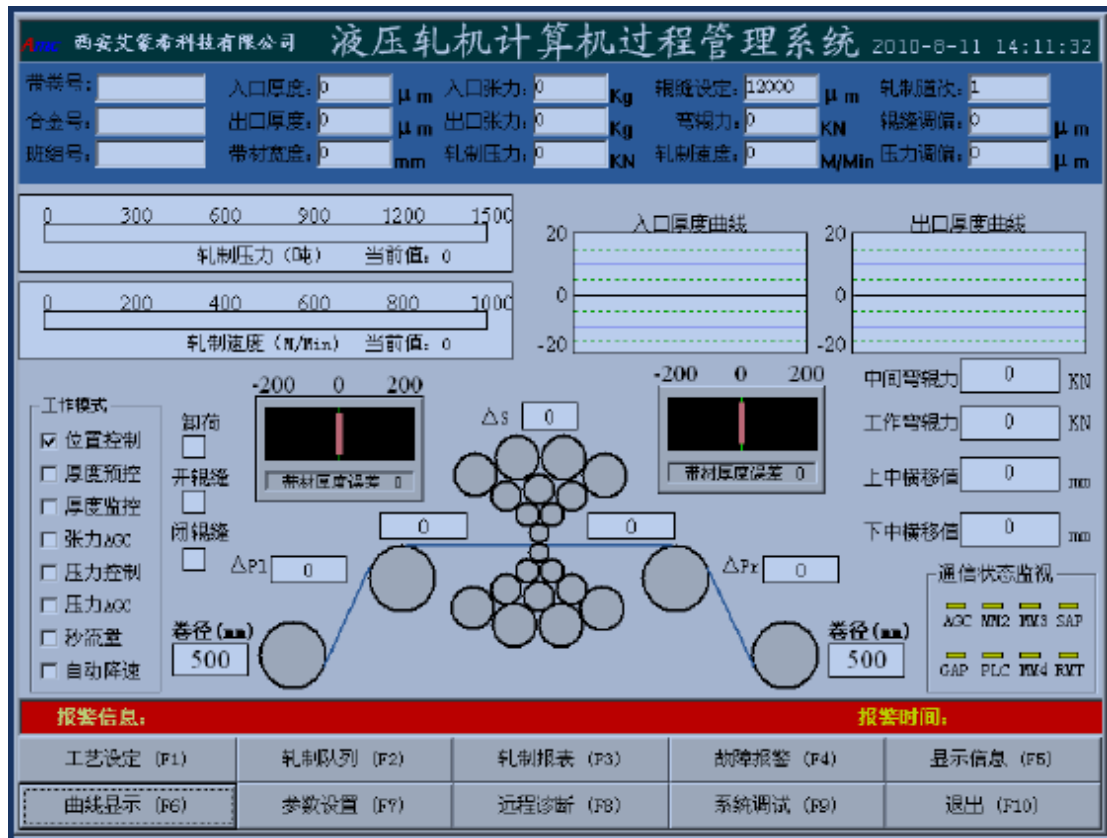 Amc 西安艾蒙希科技有限公司 液压轧机计算机过程管理系统 2010-8-11 14:11:32
带卷号: 入口厚度: 0 μm 入口张力: 0 Kg 辊缝设定: 12000 μm 轧制道次: 1
合金号: 出口厚度: 0 μm 出口张力: 0 Kg 弯辊力: 0 KN 辊缝调偏: 0 μm
班组号: 带材宽度: 0 mm 轧制压力: 0 KN 轧制速度: 0 M/Min 压力调偏: 0 μm
0 300 600 900 1200 1500
轧制压力 (吨) 当前值: 0
0 200 400 600 800 1000
轧制速度 (M/Min) 当前值: 0
入口厚度曲线
20
0
-20
出口厚度曲线
20
0
-20
工作模式
位置控制
厚度预控
厚度监控
张力AGC
压力控制
压力AGC
秒流量
自动降速
卸荷
开辊缝
闭辊缝
-200 0 200
带材厚度误差 0
△S 0
-200 0 200
带材厚度误差 0
0 0
△Pl 0
△Pr 0
卷径(mm)
500
卷径(mm)
500
中间弯辊力 0 KN
工作弯辊力 0 KN
上中横移值 0 mm
下中横移值 0 mm
通信状态监视
AGC MM2 MM3 SAP
GAP PLC MM4 RMT
报警信息: 报警时间:
工艺设定 (F1) 轧制队列 (F2) 轧制报表 (F3) 故障报警 (F4) 显示信息 (F5)
曲线显示 (F6) 参数设置 (F7) 远程诊断 (F8) 系统调试 (F9) 退出 (F10)